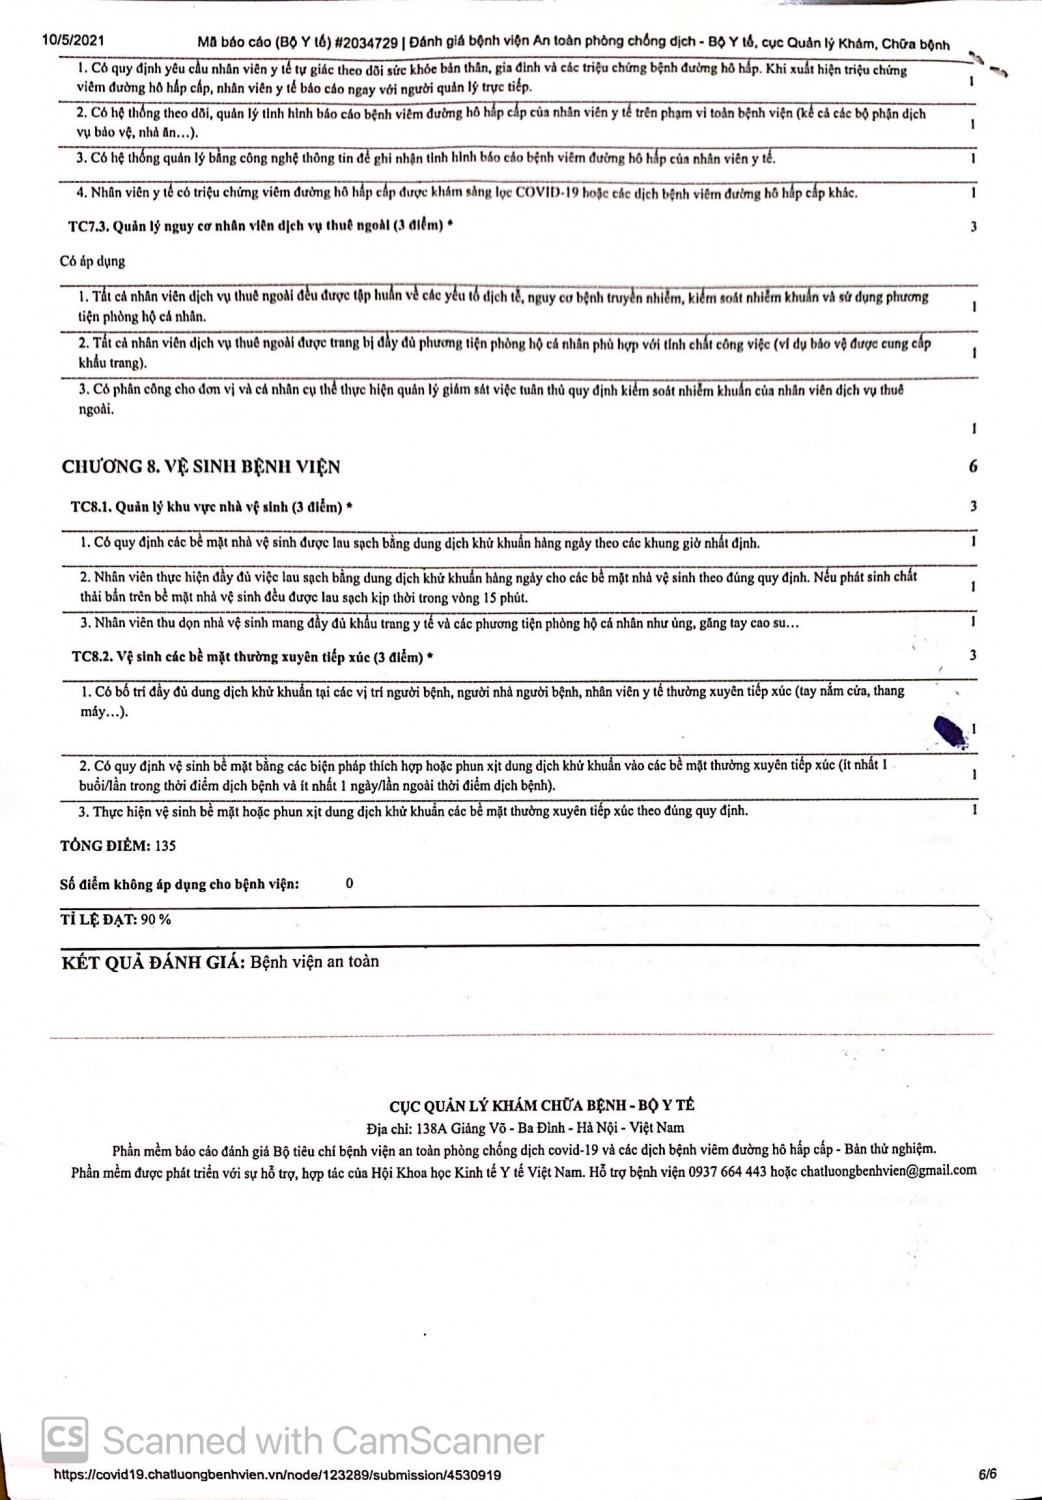 10/5/2021 Mã báo cáo (Bộ Y tế) #2034729 | Đánh giá bệnh viện An toàn phòng chống dịch - Bộ Y tế, cục Quản lý Khám, Chữa bệnh
1. Có quy định yêu cầu nhân viên y tế tự giác theo dõi sức khỏe bản thân, gia đình và các triệu chứng bệnh đường hô hấp. Khi xuất hiện triệu chứng 1
viêm đường hô hấp cấp, nhân viên y tế báo cáo ngay với người quản lý trực tiếp.
2. Có hệ thống theo dõi, quản lý tình hình báo cáo bệnh viêm đường hô hấp cấp của nhân viên y tế trên phạm vi toàn bệnh viện (kể cả các bộ phận dịch 1
vụ bảo vệ, nhà ăn...).
3. Có hệ thống quản lý bằng công nghệ thông tin để ghi nhận tình hình báo cáo bệnh viêm đường hô hấp của nhân viên y tế. 1
4. Nhân viên y tế có triệu chứng viêm đường hô hấp cấp được khám sàng lọc COVID-19 hoặc các dịch bệnh viêm đường hô hấp cấp khác. 1
TC7.3. Quản lý nguy cơ nhân viên dịch vụ thuê ngoài (3 điểm) * 3
Có áp dụng
1. Tất cả nhân viên dịch vụ thuê ngoài đều được tập huấn về các yếu tố dịch tễ, nguy cơ bệnh truyền nhiễm, kiểm soát nhiễm khuẩn và sử dụng phương 1
tiện phòng hộ cá nhân.
2. Tất cả nhân viên dịch vụ thuê ngoài được trang bị đầy đủ phương tiện phòng hộ cá nhân phù hợp với tính chất công việc (ví dụ bảo vệ được cung cấp 1
khẩu trang).
3. Có phân công cho đơn vị và cá nhân cụ thể thực hiện quản lý giám sát việc tuân thủ quy định kiểm soát nhiễm khuẩn của nhân viên dịch vụ thuê
ngoài.
1
CHƯƠNG 8. VỆ SINH BỆNH VIỆN 6
TC8.1. Quản lý khu vực nhà vệ sinh (3 điểm) * 3
1. Có quy định các bề mặt nhà vệ sinh được lau sạch bằng dung dịch khử khuẩn hàng ngày theo các khung giờ nhất định. 1
2. Nhân viên thực hiện đầy đủ việc lau sạch bằng dung dịch khử khuẩn hàng ngày cho các bề mặt nhà vệ sinh theo đúng quy định. Nếu phát sinh chất 1
thải bẩn trên bề mặt nhà vệ sinh đều được lau sạch kịp thời trong vòng 15 phút.
3. Nhân viên thu dọn nhà vệ sinh mang đầy đủ khẩu trang y tế và các phương tiện phòng hộ cá nhân như ủng, găng tay cao su... 1
TC8.2. Vệ sinh các bề mặt thường xuyên tiếp xúc (3 điểm) * 3
1. Có bố trí đầy đủ dung dịch khử khuẩn tại các vị trí người bệnh, người nhà người bệnh, nhân viên y tế thường xuyên tiếp xúc (tay nắm cửa, thang
máy...).
1
2. Có quy định vệ sinh bề mặt bằng các biện pháp thích hợp hoặc phun xịt dung dịch khử khuẩn vào các bề mặt thường xuyên tiếp xúc (ít nhất 1 1
buổi/lần trong thời điểm dịch bệnh và ít nhất 1 ngày/lần ngoài thời điểm dịch bệnh).
3. Thực hiện vệ sinh bề mặt hoặc phun xịt dung dịch khử khuẩn các bề mặt thường xuyên tiếp xúc theo đúng quy định. 1
TỔNG ĐIỂM: 135
Số điểm không áp dụng cho bệnh viện: 0
TỈ LỆ ĐẠT: 90 %
KẾT QUẢ ĐÁNH GIÁ: Bệnh viện an toàn
CỤC QUẢN LÝ KHÁM CHỮA BỆNH - BỘ Y TẾ
Địa chỉ: 138A Giảng Võ - Ba Đình - Hà Nội - Việt Nam
Phần mềm báo cáo đánh giá Bộ tiêu chí bệnh viện an toàn phòng chống dịch covid-19 và các dịch bệnh viêm đường hô hấp cấp - Bản thử nghiệm.
Phần mềm được phát triển với sự hỗ trợ, hợp tác của Hội Khoa học Kinh tế Y tế Việt Nam. Hỗ trợ bệnh viện 0937 664 443 hoặc chatluongbenhvien@gmail.com
CS Scanned with CamScanner
https://covid19.chatluongbenhvien.vn/node/123289/submission/4530919 6/6